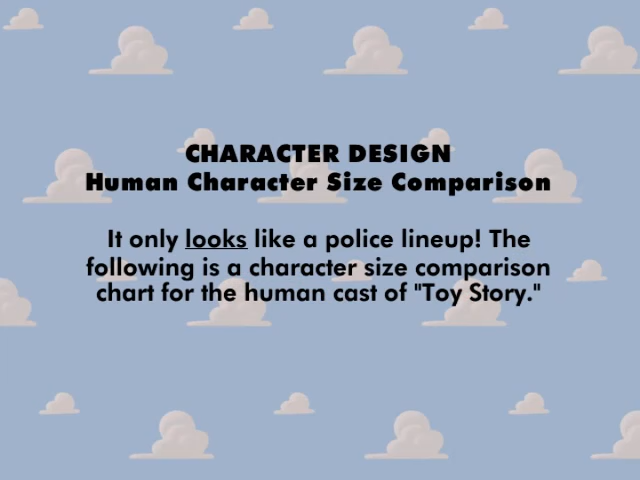 CHARACTER DESIGN
Human Character Size Comparison
It only looks like a police lineup! The
following is a character size comparison
chart for the human cast of "Toy Story."